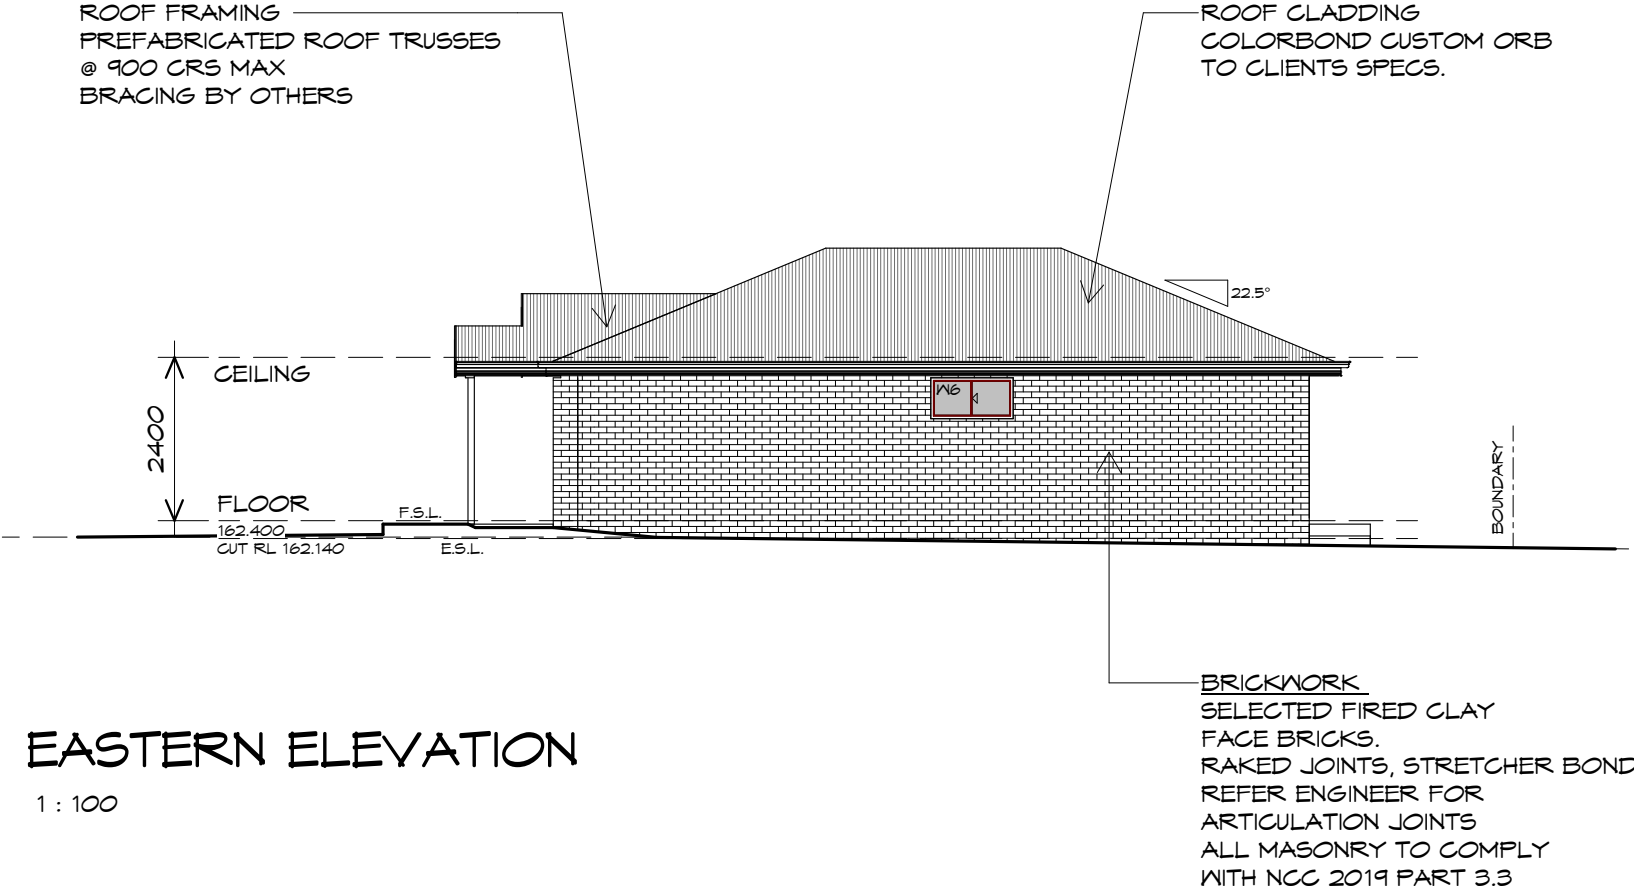 ROOF FRAMING
PREFABRICATED ROOF TRUSSES
@ 900 CRS MAX
BRACING BY OTHERS
ROOF CLADDING
COLORBOND CUSTOM ORB
TO CLIENTS SPECS.
22.5°
CEILING
2400
W6
FLOOR
162.400
CUT RL 162.140
F.S.L.
E.S.L.
BOUNDARY
BRICKWORK
SELECTED FIRED CLAY
FACE BRICKS.
RAKED JOINTS, STRETCHER BOND
REFER ENGINEER FOR
ARTICULATION JOINTS
ALL MASONRY TO COMPLY
WITH NCC 2019 PART 3.3
EASTERN ELEVATION
1 : 100